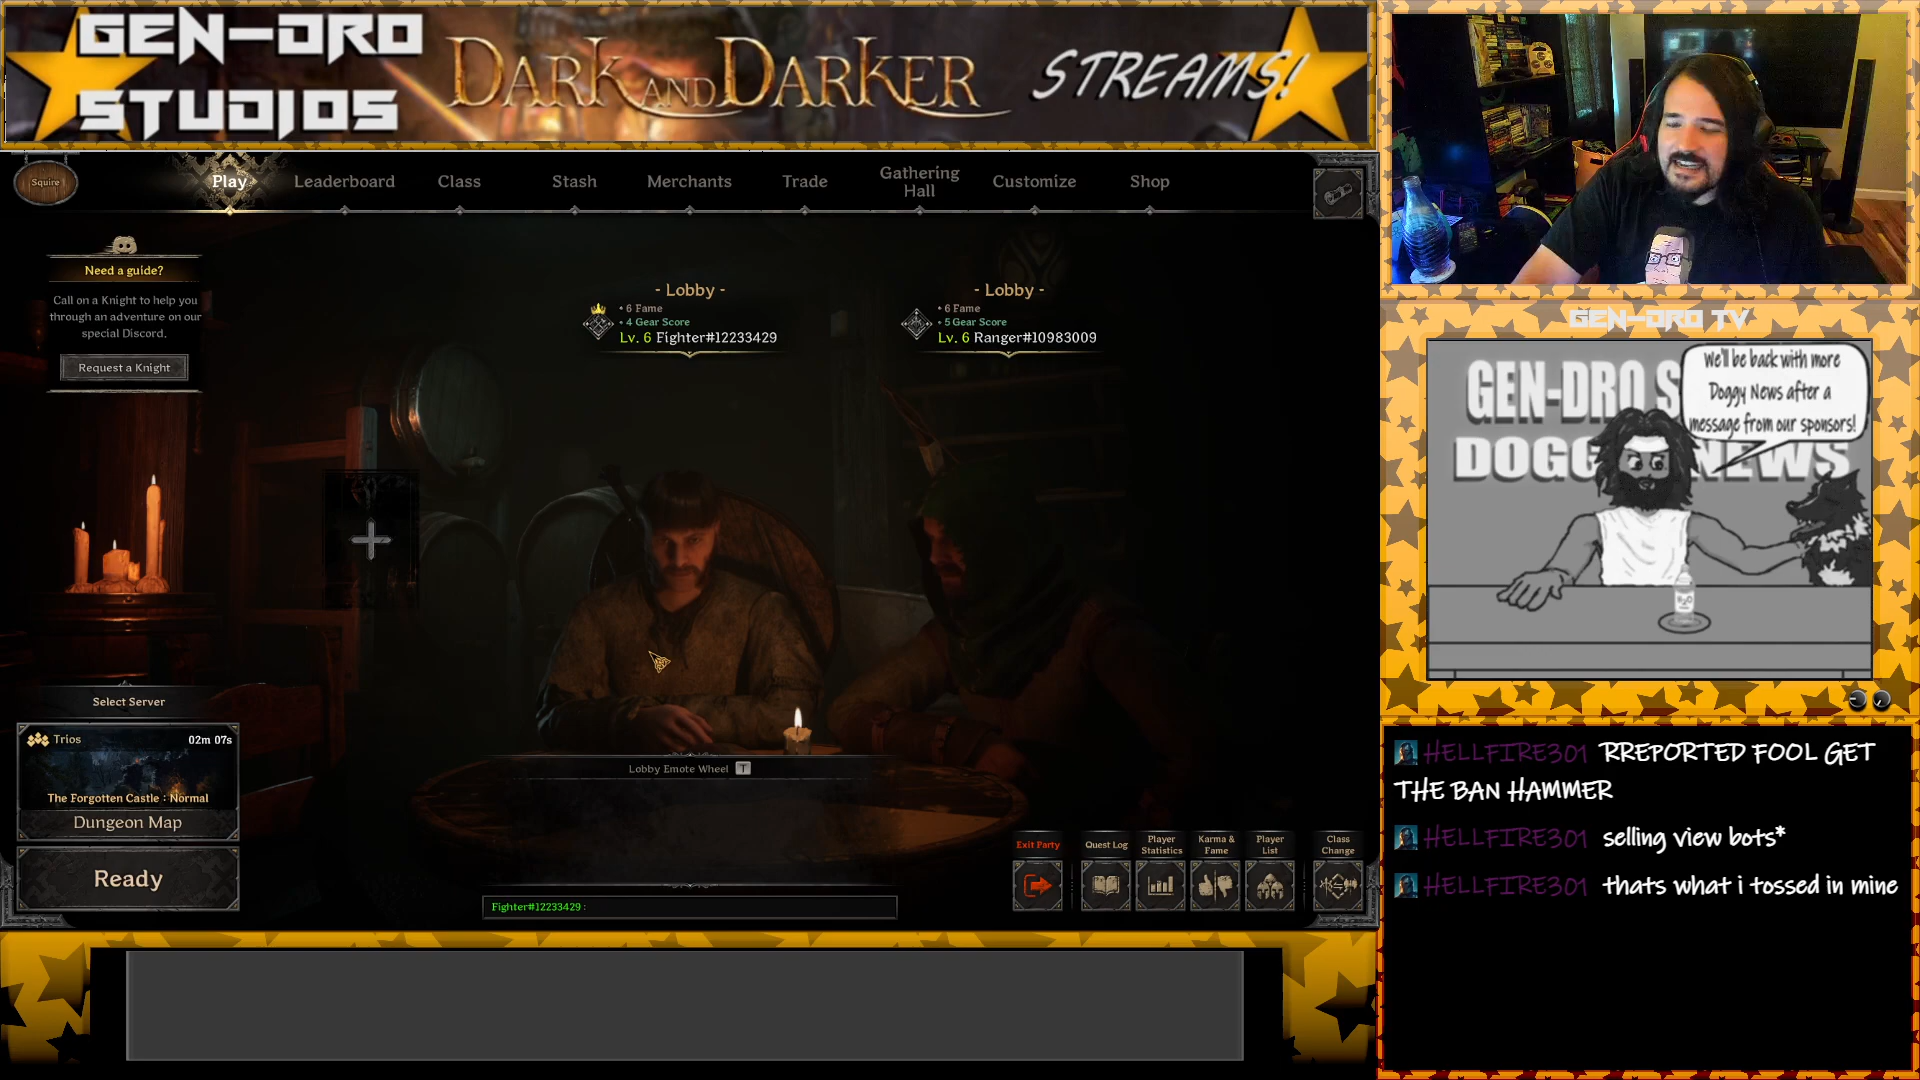 GEN-DRO
STUDIOS
DARK AND DARKER
STREAMS!
Squire
Play
Leaderboard
Class
Stash
Merchants
Trade
Gathering
Hall
Customize
Shop
Need a guide?
Call on a Knight to help you
through an adventure on our
special Discord.
Request a Knight
- Lobby -
• 6 Fame
• 4 Gear Score
Lv. 6 Fighter#12233429
- Lobby -
• 6 Fame
• 5 Gear Score
Lv. 6 Ranger#10983009
Select Server
Trios
02m 07s
The Forgotten Castle : Normal
Dungeon Map
Ready
Lobby Emote Wheel T
Fighter#12233429 :
Exit Party
Quest Log
Player
Statistics
Karma &
Fame
Player
List
Class
Change
GEN-DRO TV
GEN-DRO S
DOGG NEWS
We'll be back with more
Doggy News after a
message from our sponsors!
H2O
HELLFIRE301 RREPORTED FOOL GET
THE BAN HAMMER
HELLFIRE301 selling view bots*
HELLFIRE301 thats what i tossed in mine